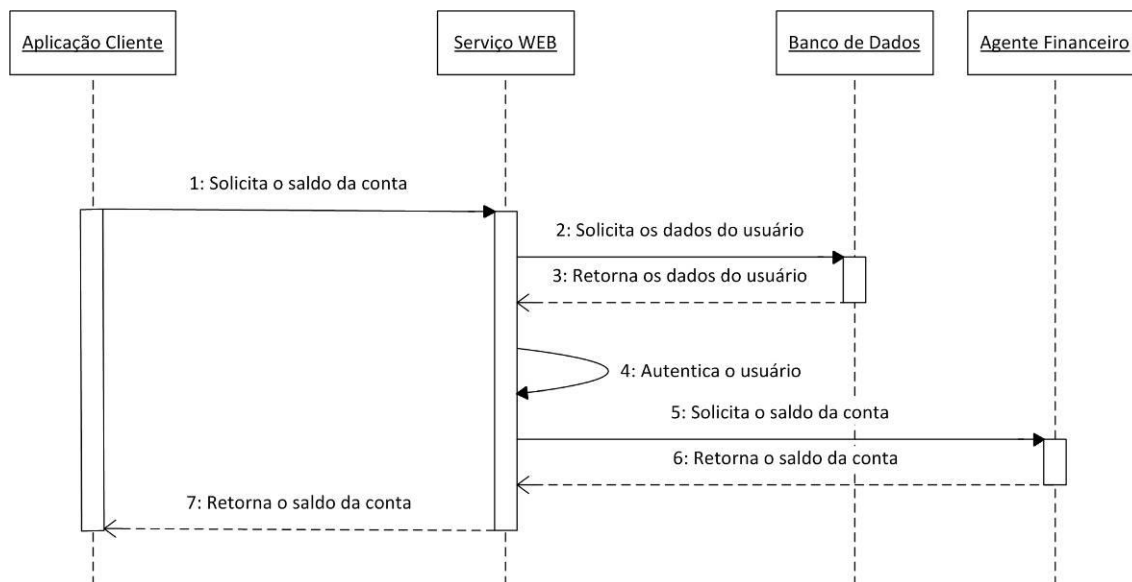 Aplicação Cliente
Serviço WEB
Banco de Dados
Agente Financeiro
1: Solicita o saldo da conta
2: Solicita os dados do usuário
3: Retorna os dados do usuário
4: Autentica o usuário
5: Solicita o saldo da conta
6: Retorna o saldo da conta
7: Retorna o saldo da conta